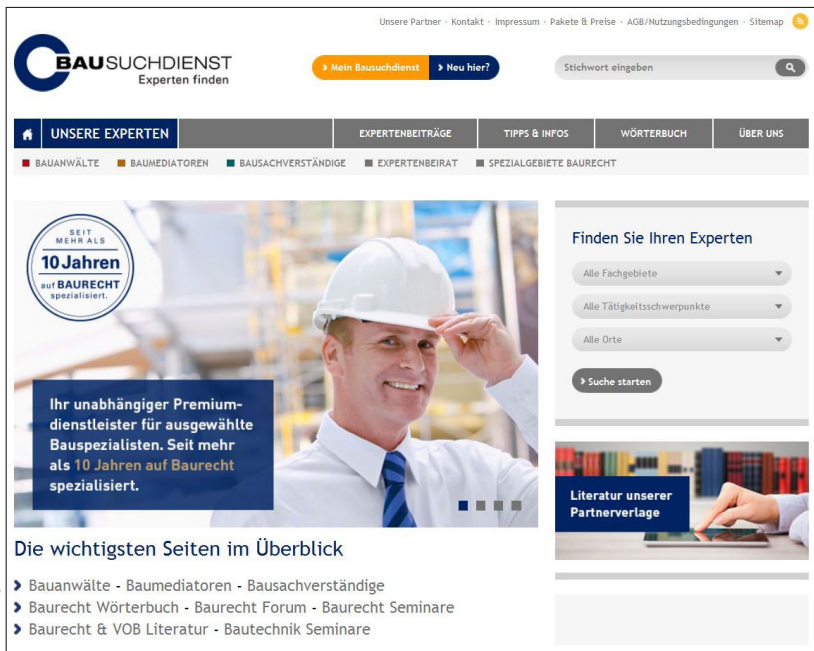 Unsere Partner · Kontakt · Impressum · Pakete & Preise · AGB/Nutzungsbedingungen · Sitemap
BAUSUCHDIENST
Experten finden
Mein Bausuchdienst
Neu hier?
Stichwort eingeben
UNSERE EXPERTEN
EXPERTENBEITRÄGE
TIPPS & INFOS
WÖRTERBUCH
ÜBER UNS
BAUANWÄLTE
BAUMEDIATOREN
BAUSACHVERSTÄNDIGE
EXPERTENBEIRAT
SPEZIALGEBIETE BAURECHT
SEIT
MEHR ALS
10 Jahren
auf BAURECHT
spezialisiert.
Ihr unabhängiger Premium-
dienstleister für ausgewählte
Bauspezialisten. Seit mehr
als 10 Jahren auf Baurecht
spezialisiert.
Finden Sie Ihren Experten
Alle Fachgebiete
Alle Tätigkeitsschwerpunkte
Alle Orte
Suche starten
Literatur unserer
Partnerverlage
Die wichtigsten Seiten im Überblick
Bauanwälte - Baumediatoren - Bausachverständige
Baurecht Wörterbuch - Baurecht Forum - Baurecht Seminare
Baurecht & VOB Literatur - Bautechnik Seminare